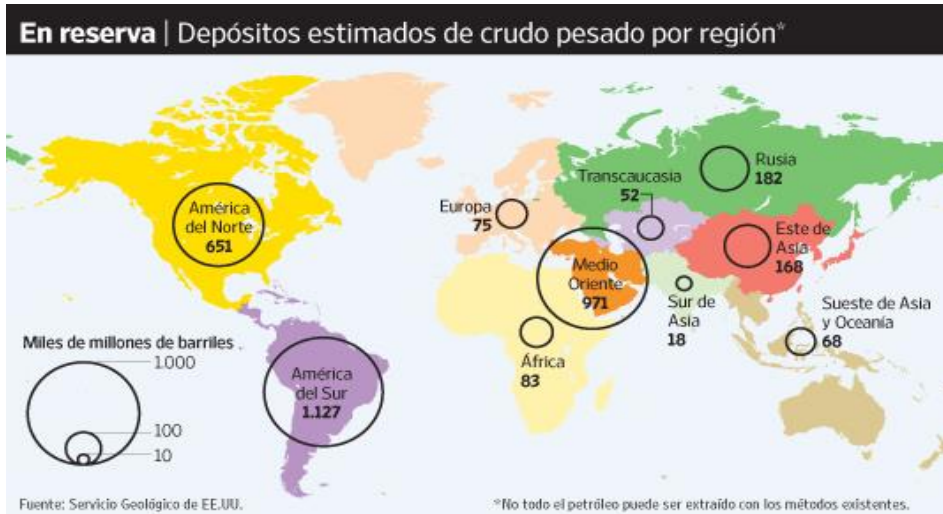 En reserva | Depósitos estimados de crudo pesado por región*
Rusia
182
Transcaucasia
52
Europa
75
América
del Norte
651
Este de
Asia
168
Medio
Oriente
971
Sur de
Asia
18
Sueste de Asia
y Oceanía
68
África
83
América
del Sur
1.127
Miles de millones de barriles
1.000
100
10
Fuente: Servicio Geológico de EE.UU.
*No todo el petróleo puede ser extraído con los métodos existentes.